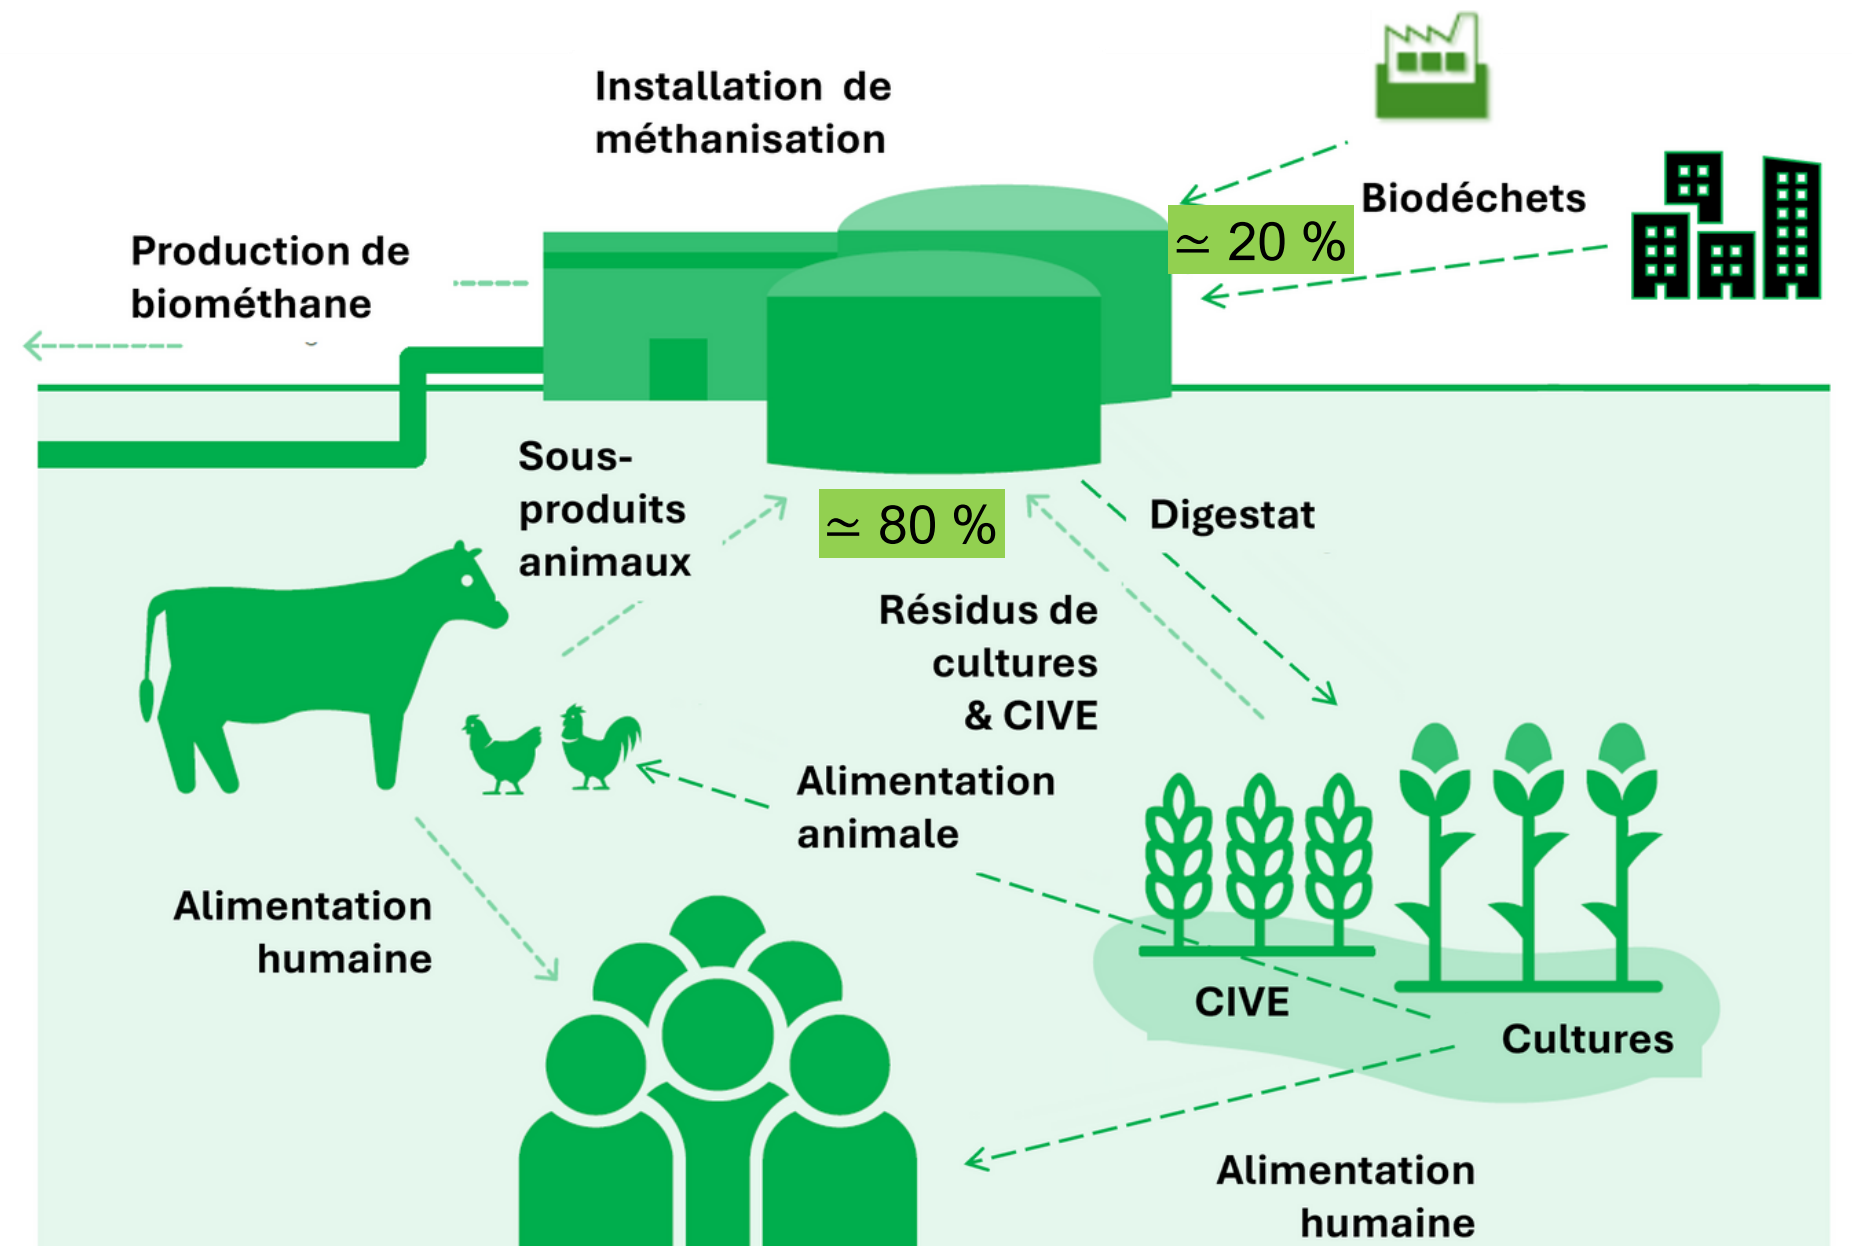 Installation de
méthanisation
Biodéchets
≃ 20 %
Production de
biométhane
Sous-
produits
animaux
≃ 80 %
Digestat
Résidus de
cultures
& CIVE
Alimentation
animale
Alimentation
humaine
CIVE
Cultures
Alimentation
humaine